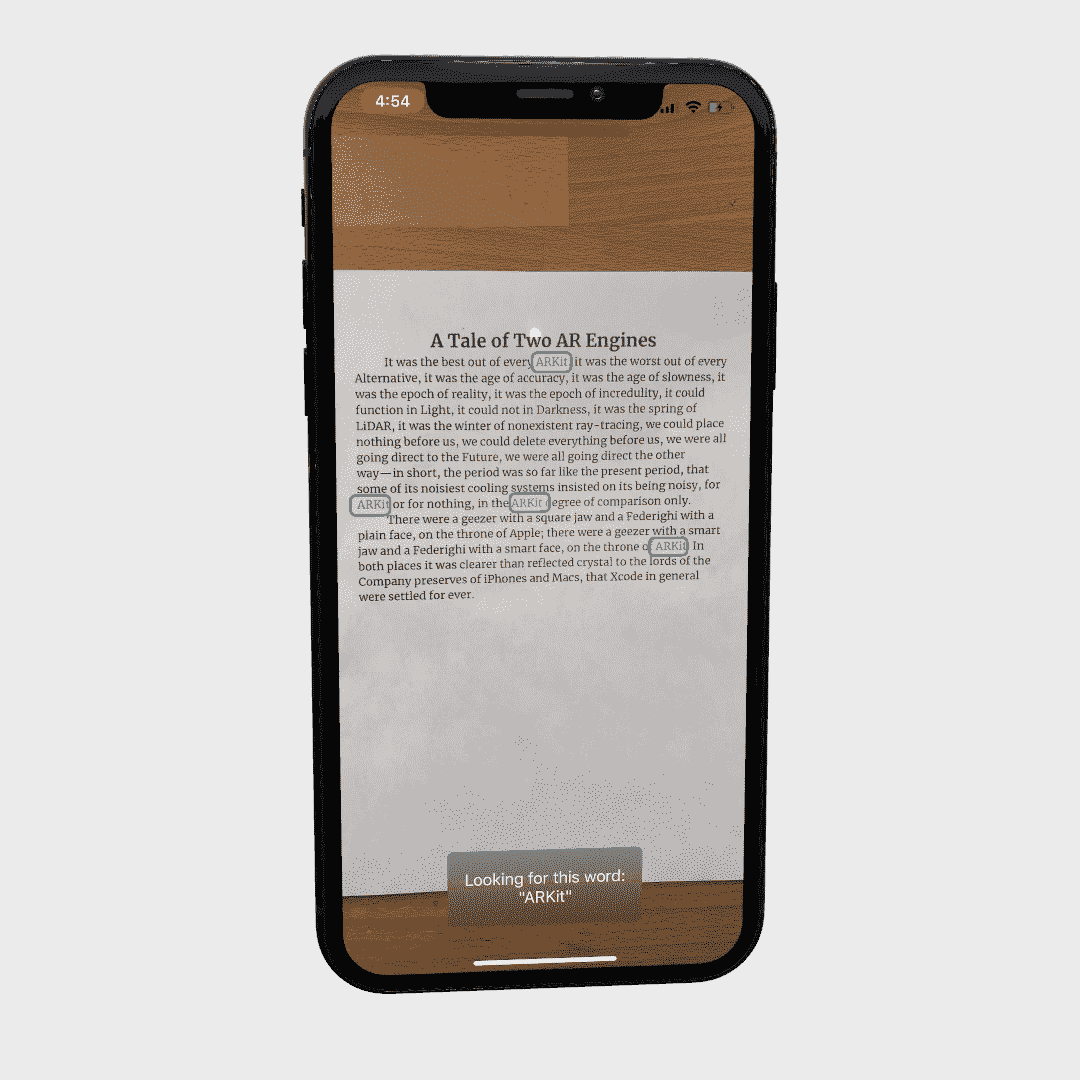 4:54
A Tale of Two AR Engines
It was the best out of every ARKit, it was the worst out of every
Alternative, it was the age of accuracy, it was the age of slowness, it
was the epoch of reality, it was the epoch of incredulity, it could
function in Light, it could not in Darkness, it was the spring of
LiDAR, it was the winter of nonexistent ray-tracing, we could place
nothing before us, we could delete everything before us, we were all
going direct to the Future, we were all going direct the other
way—in short, the period was so far like the present period, that
some of its noisiest cooling systems insisted on its being noisy, for
ARKit or for nothing, in the ARKit degree of comparison only.
There were a geezer with a square jaw and a Federighi with a
plain face, on the throne of Apple; there were a geezer with a smart
jaw and a Federighi with a smart face, on the throne of ARKit. In
both places it was clearer than reflected crystal to the lords of the
Company preserves of iPhones and Macs, that Xcode in general
were settled for ever.
Looking for this word:
"ARKit"